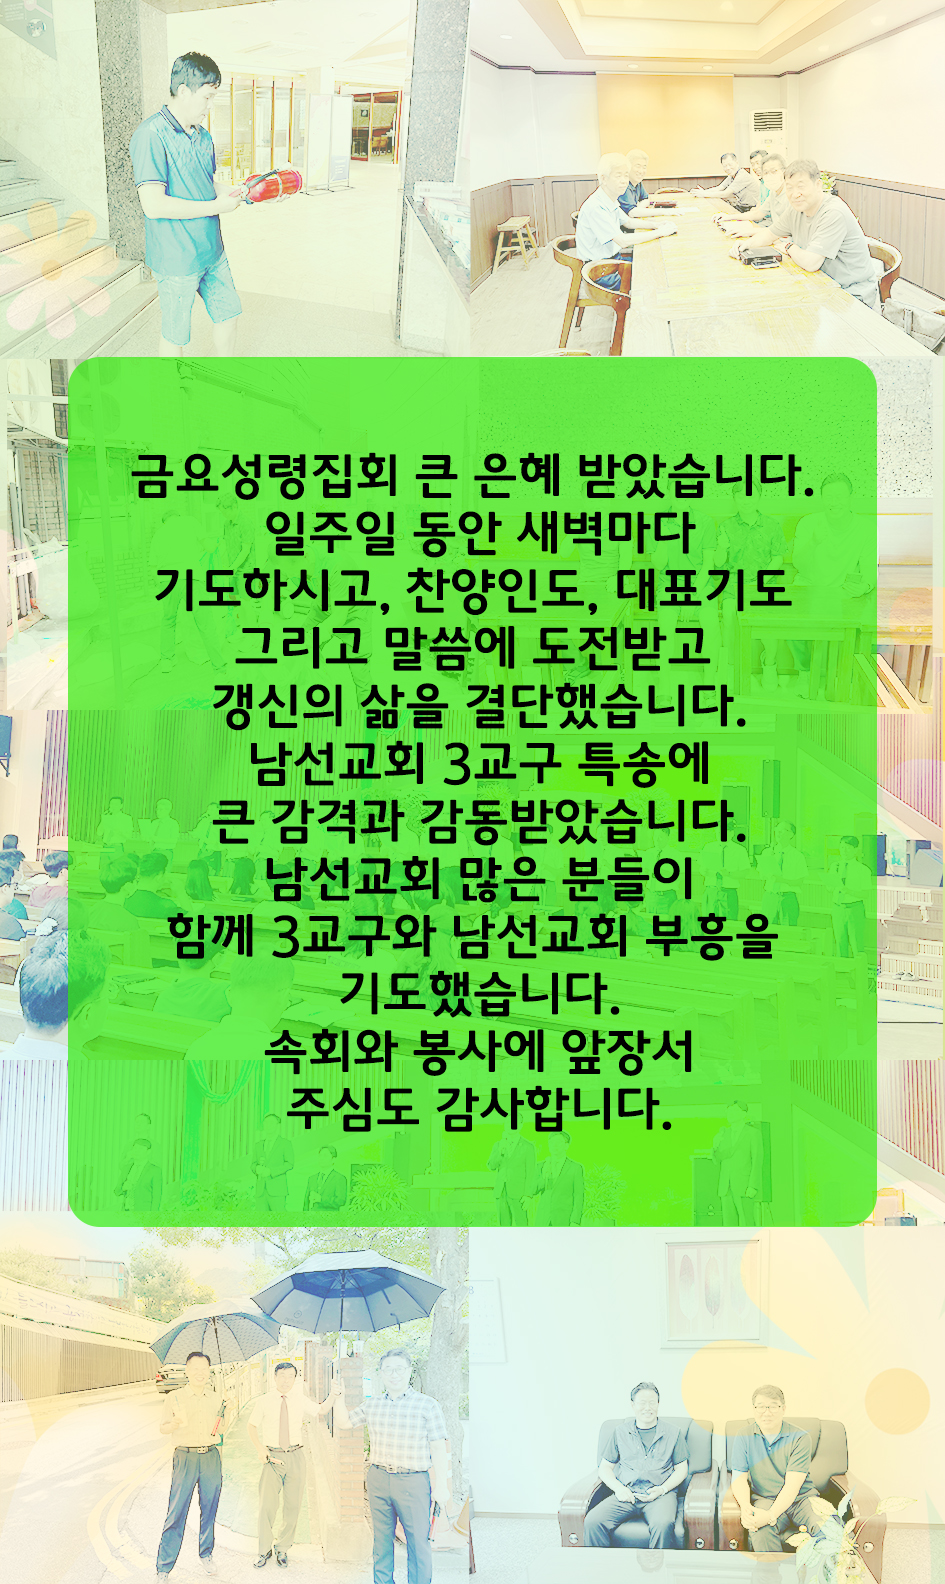 금요성령집회 큰 은혜 받았습니다.
일주일 동안 새벽마다
기도하시고, 찬양인도, 대표기도
그리고 말씀에 도전받고
갱신의 삶을 결단했습니다.
남선교회 3교구 특송에
큰 감격과 감동받았습니다.
남선교회 많은 분들이
함께 3교구와 남선교회 부흥을
기도했습니다.
속회와 봉사에 앞장서
주심도 감사합니다.